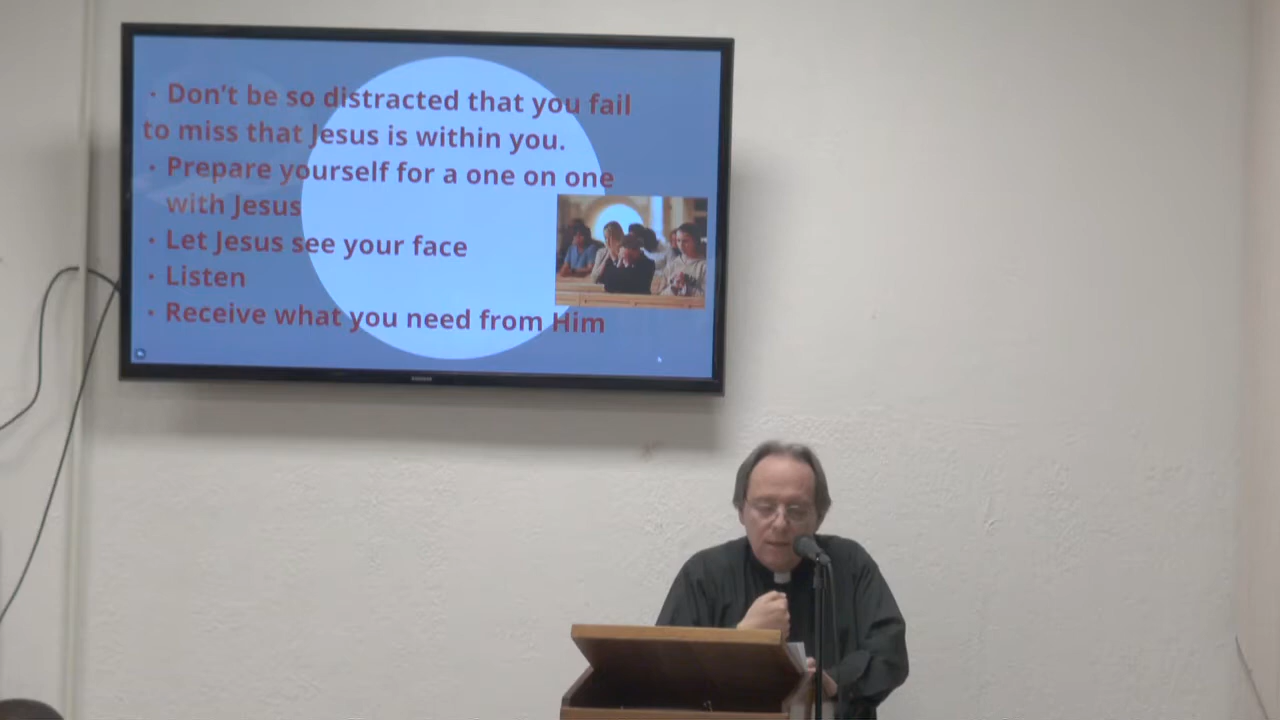 · Don't be so distracted that you fail
to miss that Jesus is within you.
· Prepare yourself for a one on one
with Jesus
· Let Jesus see your face
· Listen
· Receive what you need from Him